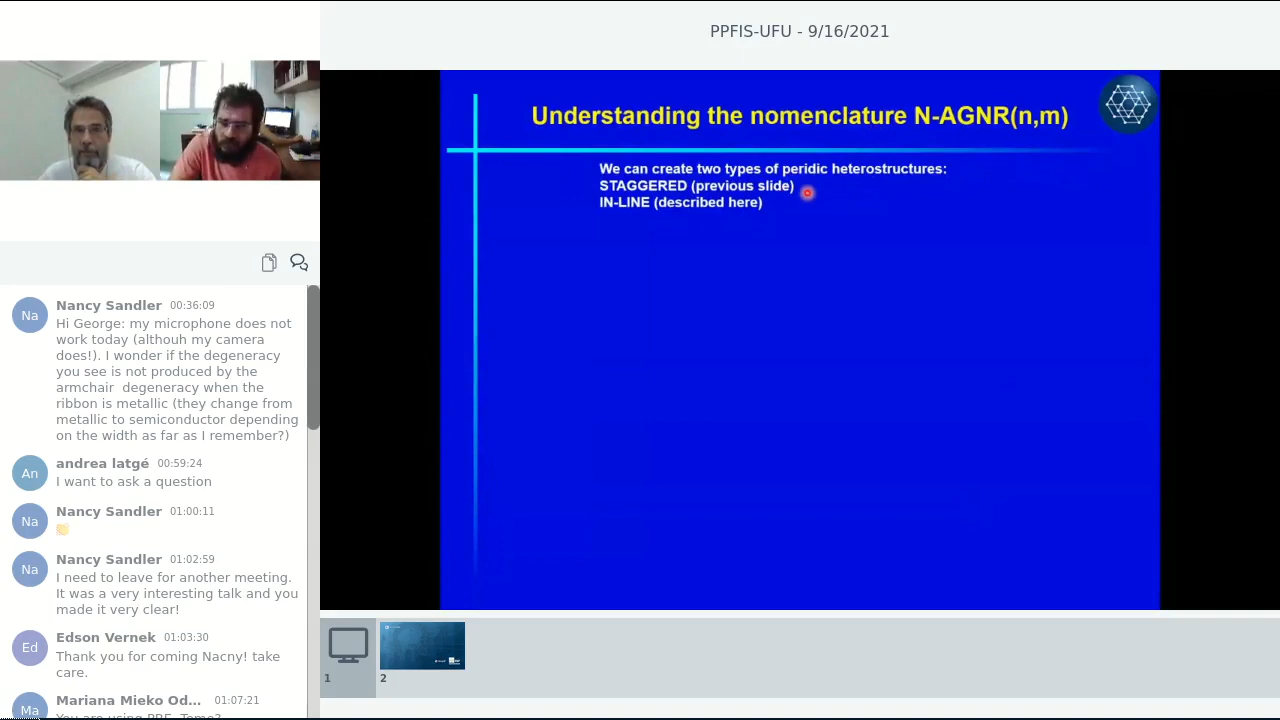 PPFIS-UFU - 9/16/2021
Understanding the nomenclature N-AGNR(n,m)
We can create two types of peridic heterostructures:
STAGGERED (previous slide)
IN-LINE (described here)
Na
Nancy Sandler 00:36:09
Hi George: my microphone does not
work today (althouh my camera
does!). I wonder if the degeneracy
you see is not produced by the
armchair degeneracy when the
ribbon is metallic (they change from
metallic to semiconductor depending
on the width as far as I remember?)
An
andrea latgé 00:59:24
I want to ask a question
Na
Nancy Sandler 01:00:11
Na
Nancy Sandler 01:02:59
I need to leave for another meeting.
It was a very interesting talk and you
made it very clear!
Ed
Edson Vernek 01:03:30
Thank you for coming Nacny! take
care.
Ma
Mariana Mieko Od... 01:07:21
1
2